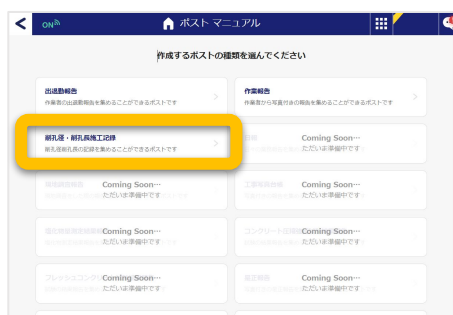 ON
ポスト マニュアル
作成するポストの種類を選んでください
出退勤報告
作業者の出退勤報告を集めることができるポストです
作業報告
作業者から写真付きの報告を集めることができるポストです
削孔径・削孔長施工記録
削孔径削孔長の記録を集めることができるポストです
Coming Soon…
ただいま準備中です
Coming Soon…
ただいま準備中です
Coming Soon…
ただいま準備中です
Coming Soon…
ただいま準備中です
Coming Soon…
ただいま準備中です
Coming Soon…
ただいま準備中です
Coming Soon…
ただいま準備中です